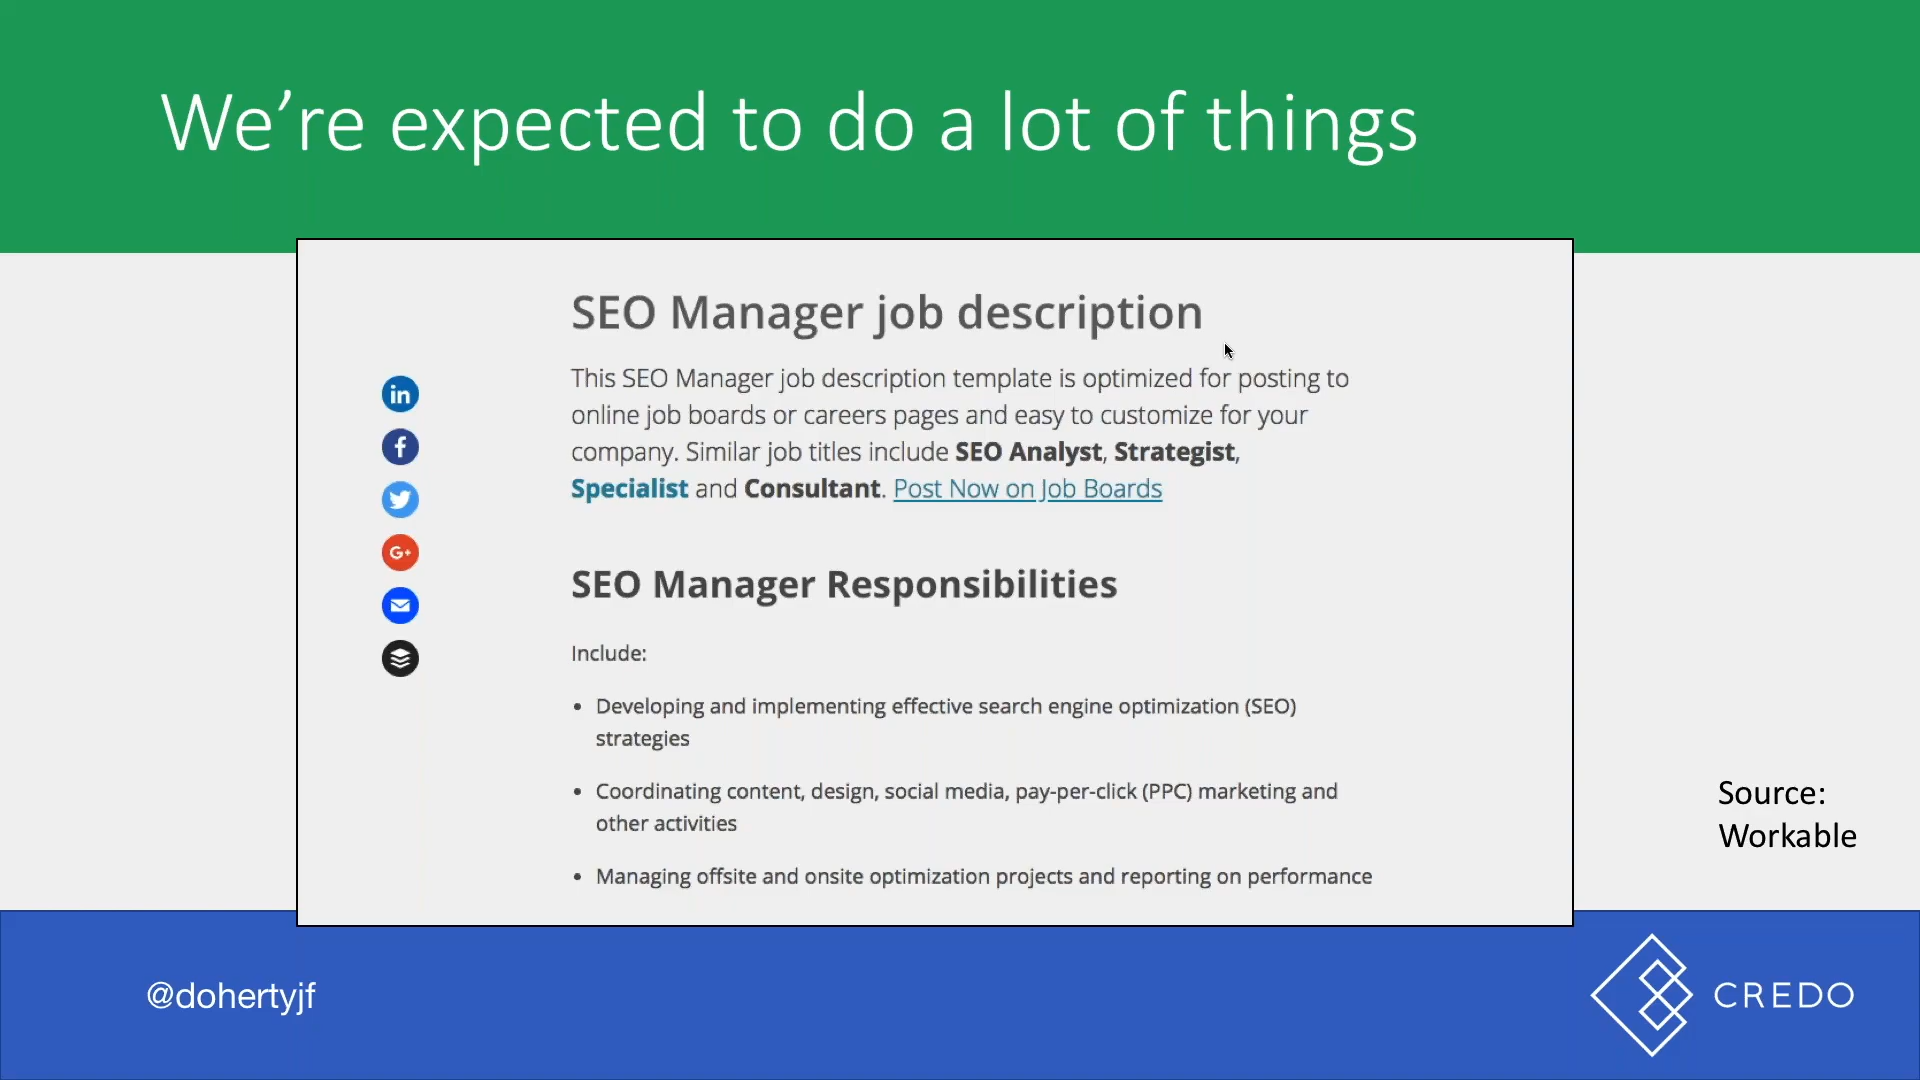 We’re expected to do a lot of things
SEO Manager job description
This SEO Manager job description template is optimized for posting to
online job boards or careers pages and easy to customize for your
company. Similar job titles include SEO Analyst, Strategist,
Specialist and Consultant. Post Now on Job Boards
SEO Manager Responsibilities
Include:
• Developing and implementing effective search engine optimization (SEO)
strategies
• Coordinating content, design, social media, pay-per-click (PPC) marketing and
other activities
• Managing offsite and onsite optimization projects and reporting on performance
in
f
G+
Source:
Workable
@dohertyjf
CREDO